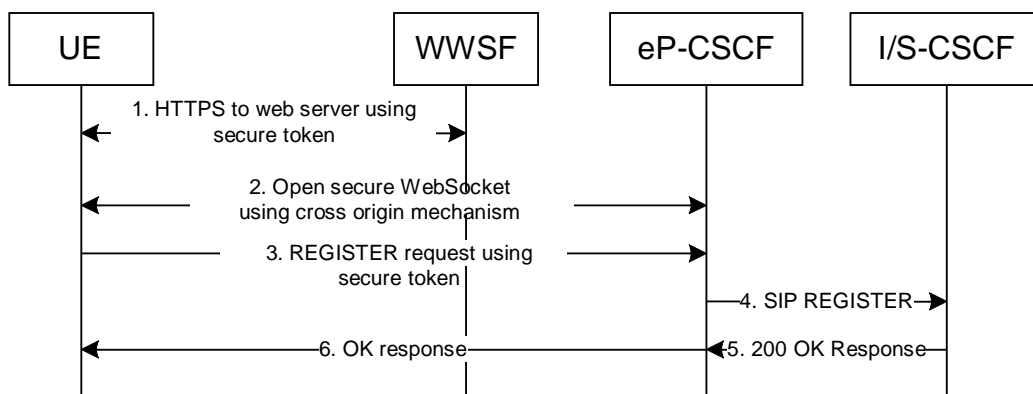 UE
WWSF
eP-CSCF
I/S-CSCF
1. HTTPS to web server using
secure token
2. Open secure WebSocket
using cross origin mechanism
3. REGISTER request using
secure token
4. SIP REGISTER
5. 200 OK Response
6. OK response